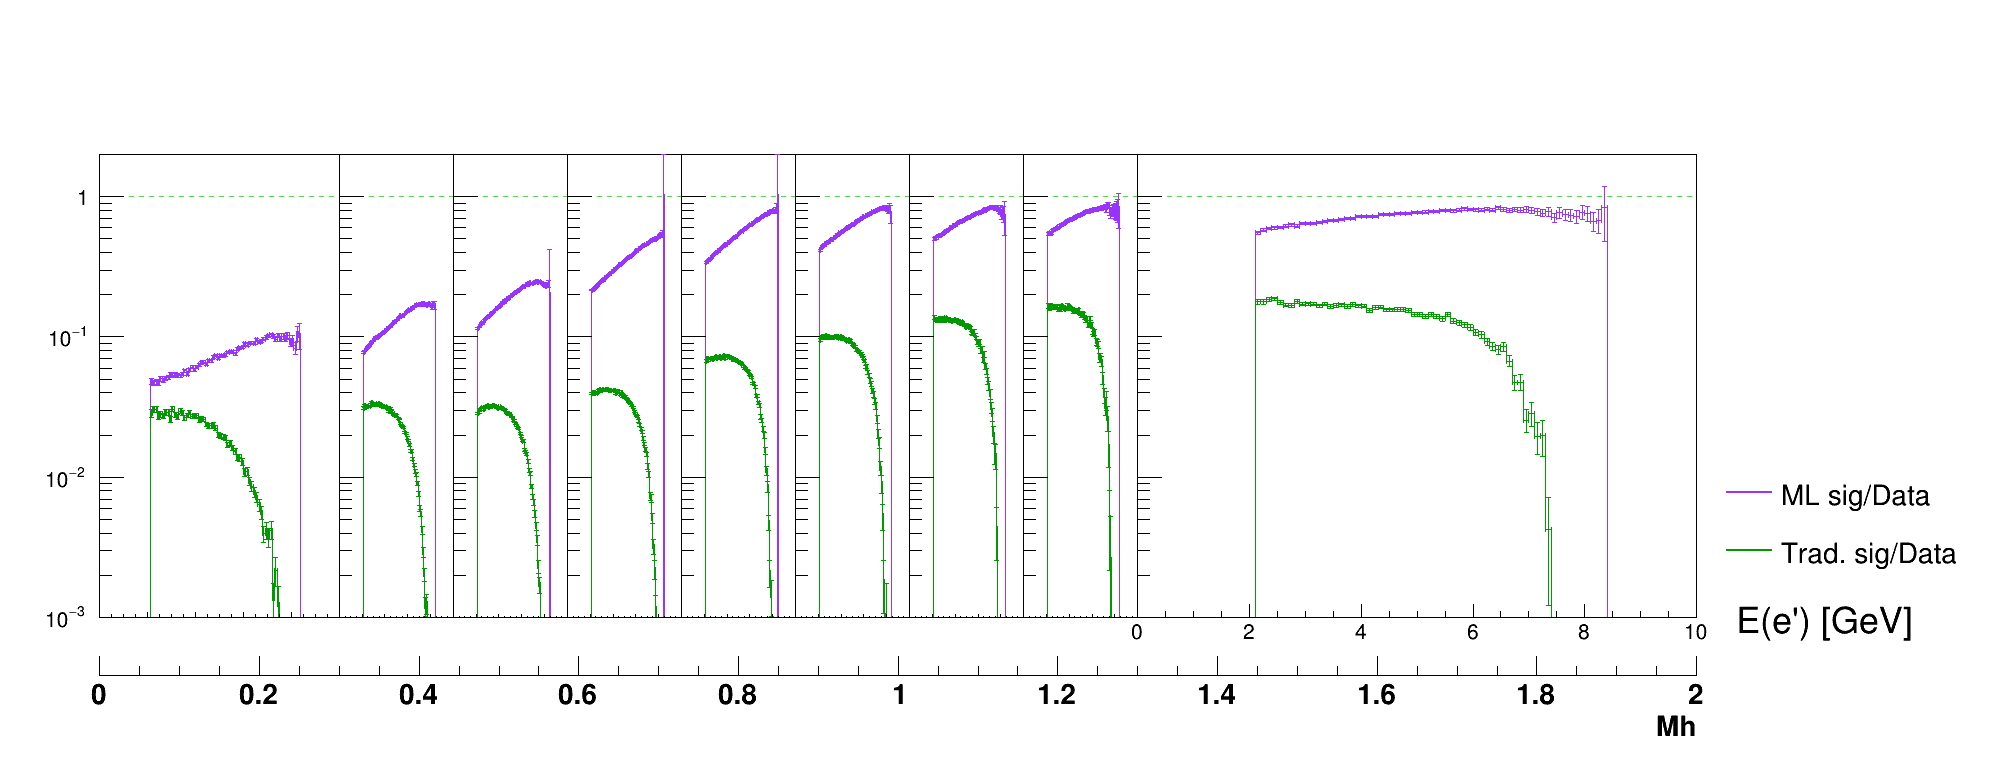 1
10⁻¹
10⁻²
10⁻³
ML sig/Data
Trad. sig/Data
0 2 4 6 8 10
E(e') [GeV]
0 0.2 0.4 0.6 0.8 1 1.2 1.4 1.6 1.8 2
Mh